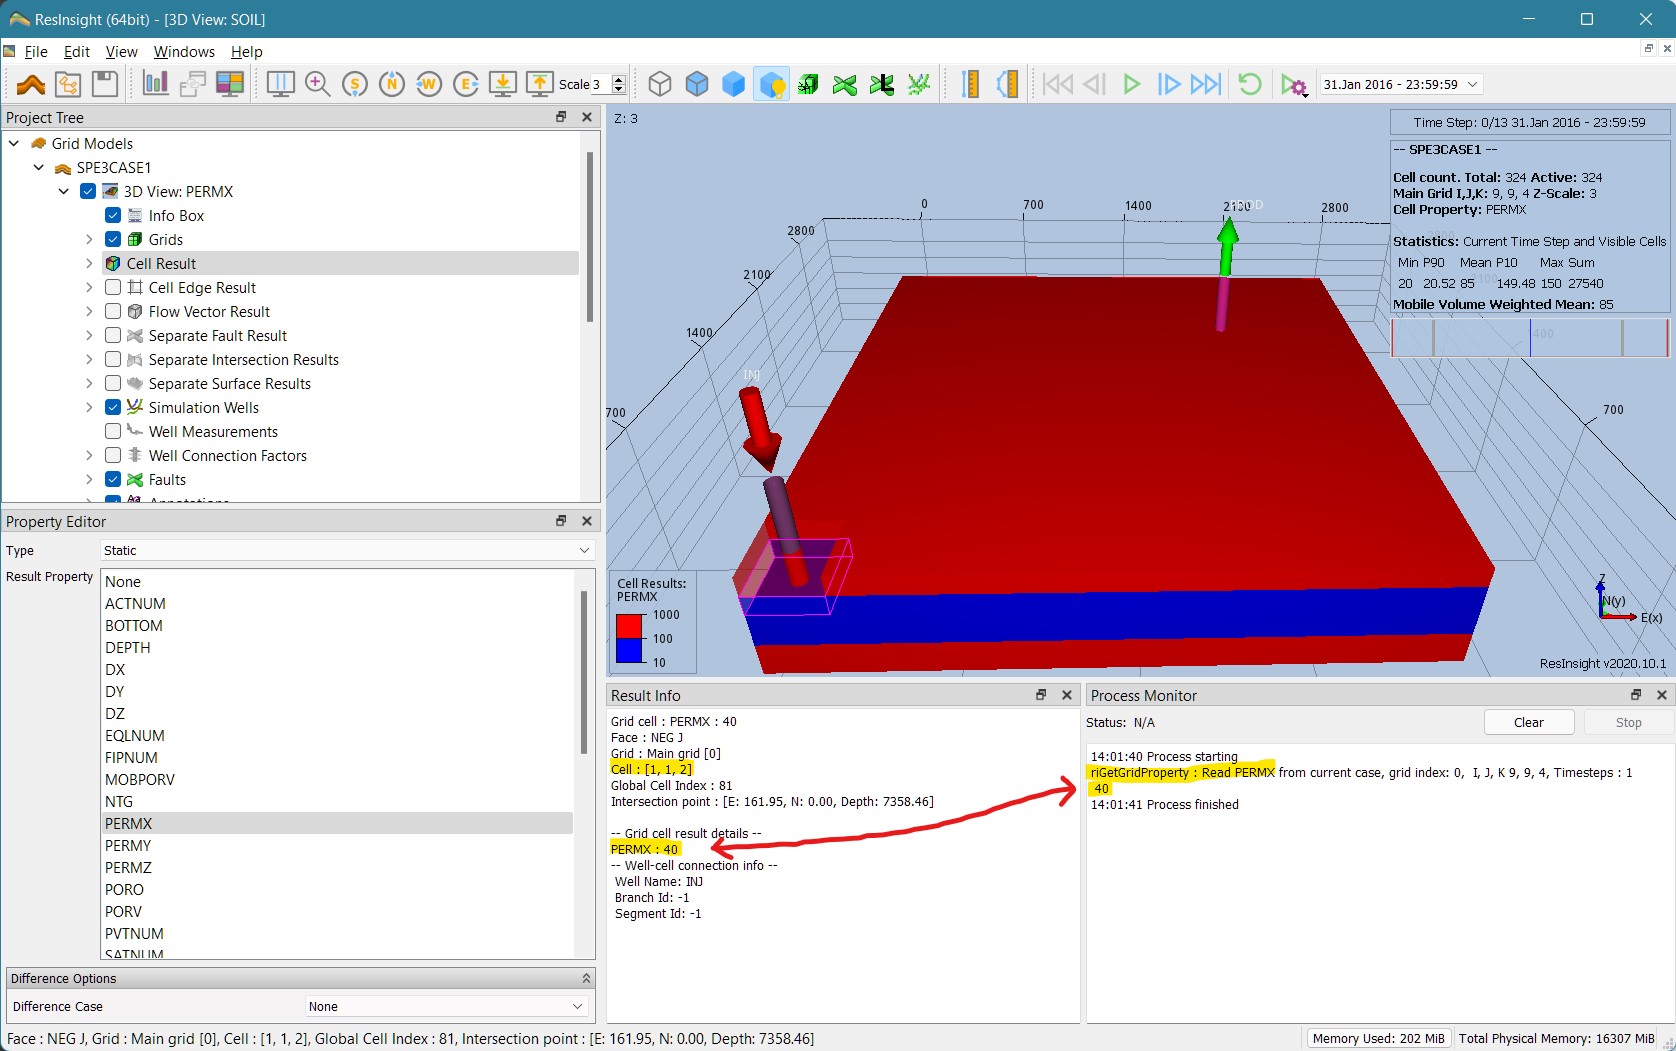 ResInsight (64bit) - [3D View: SOIL]
File Edit View Windows Help
Scale 3
31.Jan 2016 - 23:59:59
Project Tree
Grid Models
SPE3CASE1
3D View: PERMX
Info Box
Grids
Cell Result
Cell Edge Result
Flow Vector Result
Separate Fault Result
Separate Intersection Results
Separate Surface Results
Simulation Wells
Well Measurements
Well Connection Factors
Faults
Annotations
Property Editor
Type Static
Result Property
None
ACTNUM
BOTTOM
DEPTH
DX
DY
DZ
EQLNUM
FIPNUM
MOBPORV
NTG
PERMX
PERMY
PERMZ
PORO
PORV
PVTNUM
SATNUM
Difference Options
Difference Case None
Z: 3
Time Step: 0/13 31.Jan 2016 - 23:59:59
-- SPE3CASE1 --
Cell count. Total: 324 Active: 324
Main Grid I,J,K: 9, 9, 4 Z-Scale: 3
Cell Property: PERMX
Statistics: Current Time Step and Visible Cells
Min P90 Mean P10 Max Sum
20 20.52 85 149.48 150 27540
Mobile Volume Weighted Mean: 85
0 700 1400 2100 2800
PROD
2800
2100
1400
700
2800
2100
1400
700
INJ
Cell Results:
PERMX
1000
100
10
Z
N(y)
E(x)
ResInsight v2020.10.1
Result Info
Grid cell : PERMX : 40
Face : NEG J
Grid : Main grid [0]
Cell : [1, 1, 2]
Global Cell Index : 81
Intersection point : [E: 161.95, N: 0.00, Depth: 7358.46]
-- Grid cell result details --
PERMX : 40
-- Well-cell connection info --
Well Name: INJ
Branch Id: -1
Segment Id: -1
Process Monitor
Status: N/A
Clear Stop
14:01:40 Process starting
riGetGridProperty : Read PERMX from current case, grid index: 0, I, J, K 9, 9, 4, Timesteps : 1
40
14:01:41 Process finished
Face : NEG J, Grid : Main grid [0], Cell : [1, 1, 2], Global Cell Index : 81, Intersection point : [E: 161.95, N: 0.00, Depth: 7358.46]
Memory Used: 202 MiB Total Physical Memory: 16307 MiB